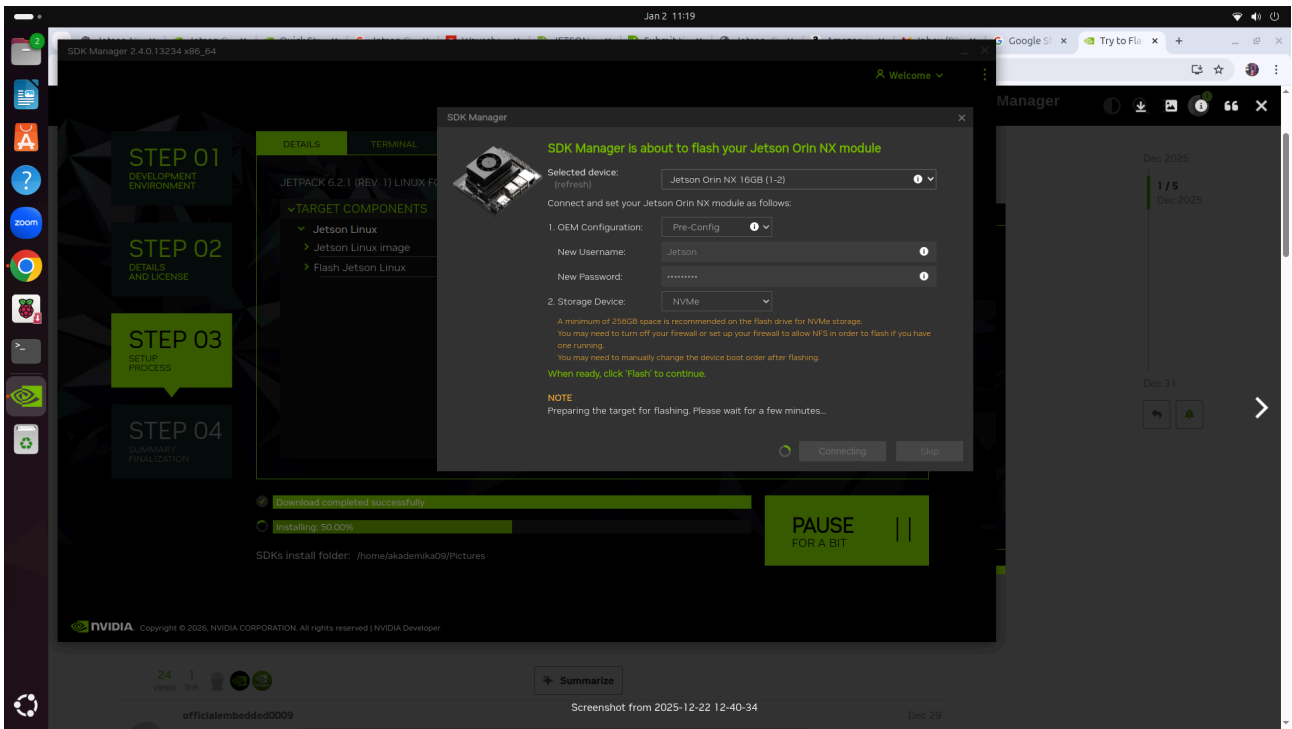 Jan 2 11:19
SDK Manager 2.4.0.13234 x86_64
Google Sl
Try to Fla
2
Welcome
Manager
1
SDK Manager
STEP 01
DEVELOPMENT
ENVIRONMENT
STEP 02
DETAILS
AND LICENSE
STEP 03
SETUP
PROCESS
STEP 04
SUMMARY
FINALIZATION
DETAILS
TERMINAL
JETPACK 6.2.1 (REV. 1) LINUX FO
TARGET COMPONENTS
Jetson Linux
Jetson Linux image
Flash Jetson Linux
SDK Manager is about to flash your Jetson Orin NX module
Selected device:
(refresh)
Jetson Orin NX 16GB (1-2)
Connect and set your Jetson Orin NX module as follows:
1. OEM Configuration:
Pre-Config
New Username:
Jetson
New Password:
•••••••••
2. Storage Device:
NVMe
A minimum of 256GB space is recommended on the flash drive for NVMe storage.
You may need to turn off your firewall or set up your firewall to allow NFS in order to flash if you have
one running.
You may need to manually change the device boot order after flashing.
When ready, click 'Flash' to continue.
NOTE
Preparing the target for flashing. Please wait for a few minutes...
Connecting
Skip
Dec 2025
1 / 5
Dec 2025
Dec 31
Download completed successfully
Installing: 50.00%
SDKs install folder: /home/akademika09/Pictures
PAUSE
FOR A BIT
NVIDIA. Copyright © 2026, NVIDIA CORPORATION. All rights reserved | NVIDIA Developer
zoom
24
views
1
link
Summarize
officialembedded0009
Dec 29
Screenshot from 2025-12-22 12-40-34